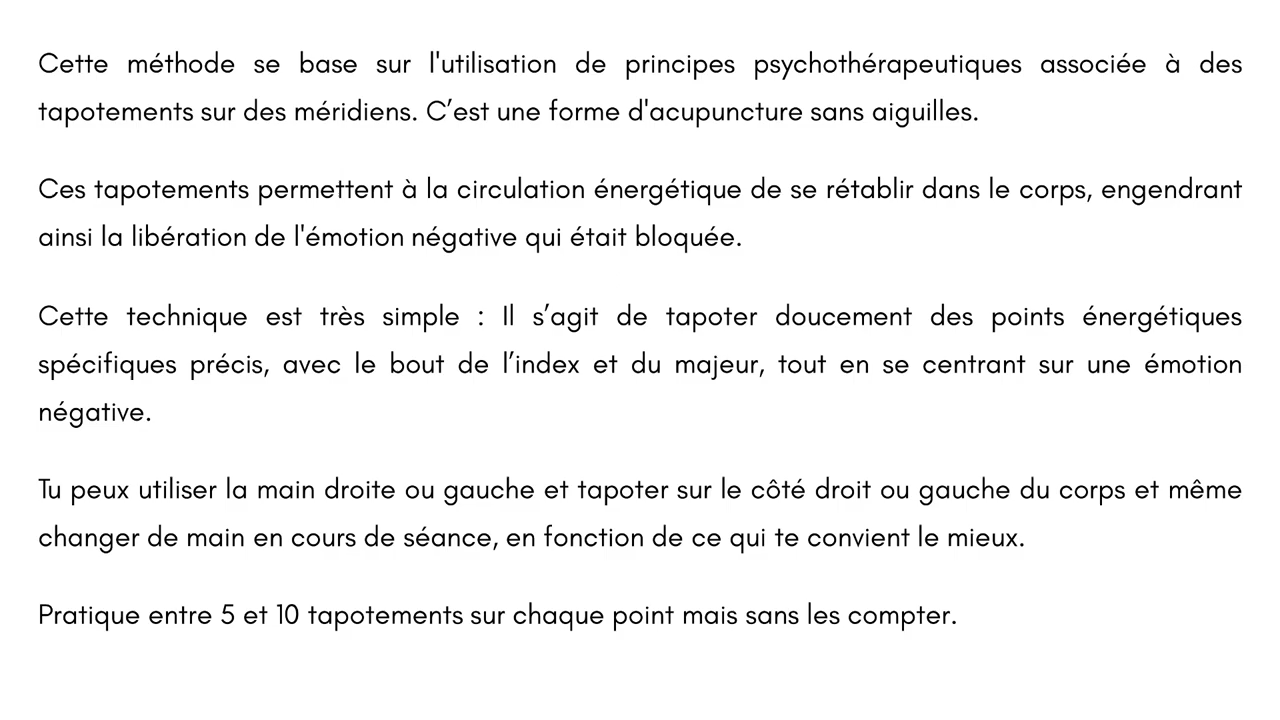 Cette méthode se base sur l'utilisation de principes psychothérapeutiques associée à des
tapotements sur des méridiens. C’est une forme d'acupuncture sans aiguilles.
Ces tapotements permettent à la circulation énergétique de se rétablir dans le corps, engendrant
ainsi la libération de l'émotion négative qui était bloquée.
Cette technique est très simple : Il s’agit de tapoter doucement des points énergétiques
spécifiques précis, avec le bout de l’index et du majeur, tout en se centrant sur une émotion
négative.
Tu peux utiliser la main droite ou gauche et tapoter sur le côté droit ou gauche du corps et même
changer de main en cours de séance, en fonction de ce qui te convient le mieux.
Pratique entre 5 et 10 tapotements sur chaque point mais sans les compter.